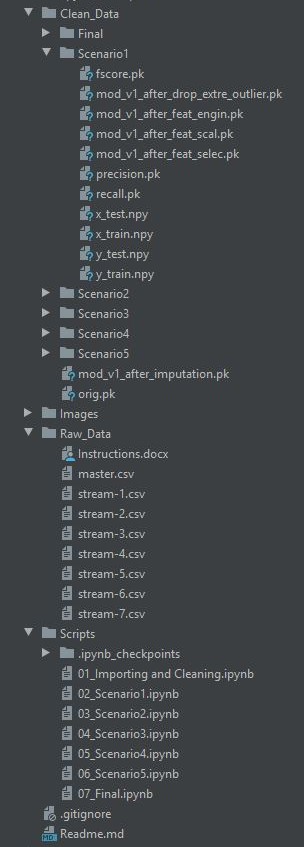 Clean_Data
Final
Scenario1
fscore.pk
mod_v1_after_drop_extre_outlier.pk
mod_v1_after_feat_engin.pk
mod_v1_after_feat_scal.pk
mod_v1_after_feat_selec.pk
precision.pk
recall.pk
x_test.npy
x_train.npy
y_test.npy
y_train.npy
Scenario2
Scenario3
Scenario4
Scenario5
mod_v1_after_imputation.pk
orig.pk
Images
Raw_Data
Instructions.docx
master.csv
stream-1.csv
stream-2.csv
stream-3.csv
stream-4.csv
stream-5.csv
stream-6.csv
stream-7.csv
Scripts
.ipynb_checkpoints
01_Importing and Cleaning.ipynb
02_Scenario1.ipynb
03_Scenario2.ipynb
04_Scenario3.ipynb
05_Scenario4.ipynb
06_Scenario5.ipynb
07_Final.ipynb
.gitignore
MD Readme.md